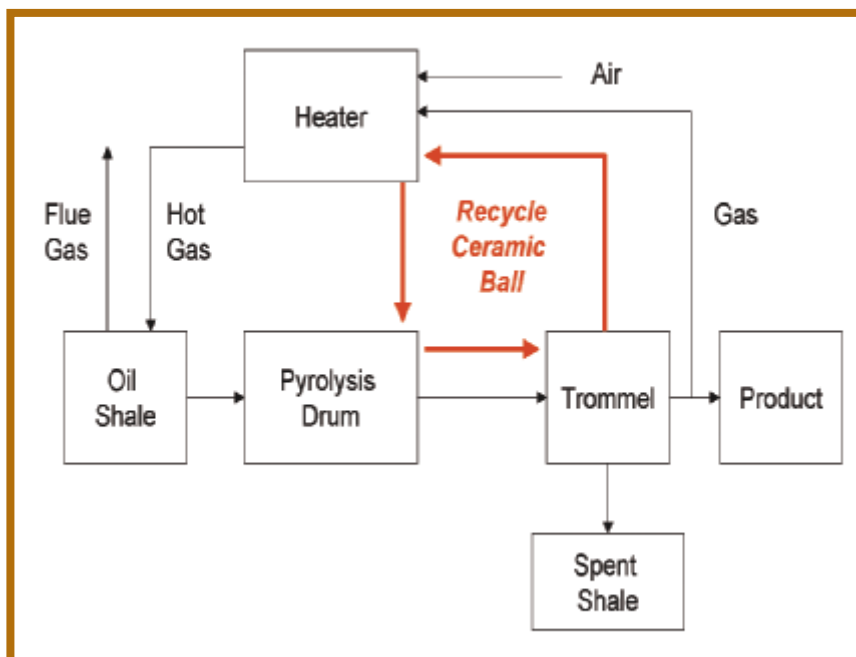 Air
Heater
Flue
Gas
Hot
Gas
Recycle
Ceramic
Ball
Gas
Oil
Shale
Pyrolysis
Drum
Trommel
Product
Spent
Shale